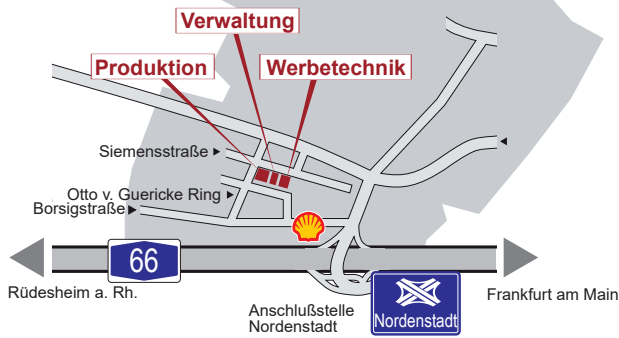 Verwaltung
Produktion
Werbetechnik
Siemensstraße
Otto v. Guericke Ring
Borsigstraße
66
Rüdesheim a. Rh.
Anschlußstelle
Nordenstadt
Nordenstadt
Frankfurt am Main